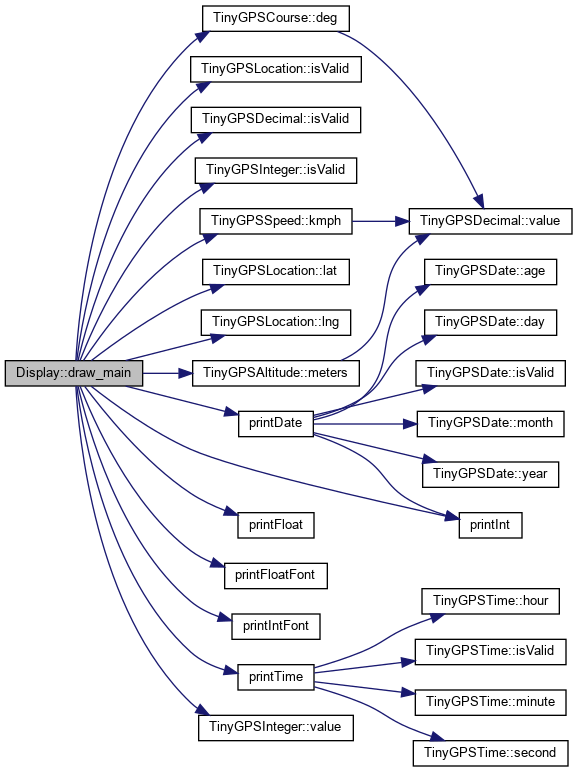 TinyGPSCourse::deg
TinyGPSLocation::isValid
TinyGPSDecimal::isValid
TinyGPSInteger::isValid
TinyGPSSpeed::kmph
TinyGPSDecimal::value
TinyGPSLocation::lat
TinyGPSDate::age
TinyGPSLocation::lng
TinyGPSDate::day
Display::draw_main
TinyGPSAltitude::meters
TinyGPSDate::isValid
printDate
TinyGPSDate::month
TinyGPSDate::year
printFloat
printInt
printFloatFont
TinyGPSTime::hour
printIntFont
TinyGPSTime::isValid
printTime
TinyGPSTime::minute
TinyGPSInteger::value
TinyGPSTime::second